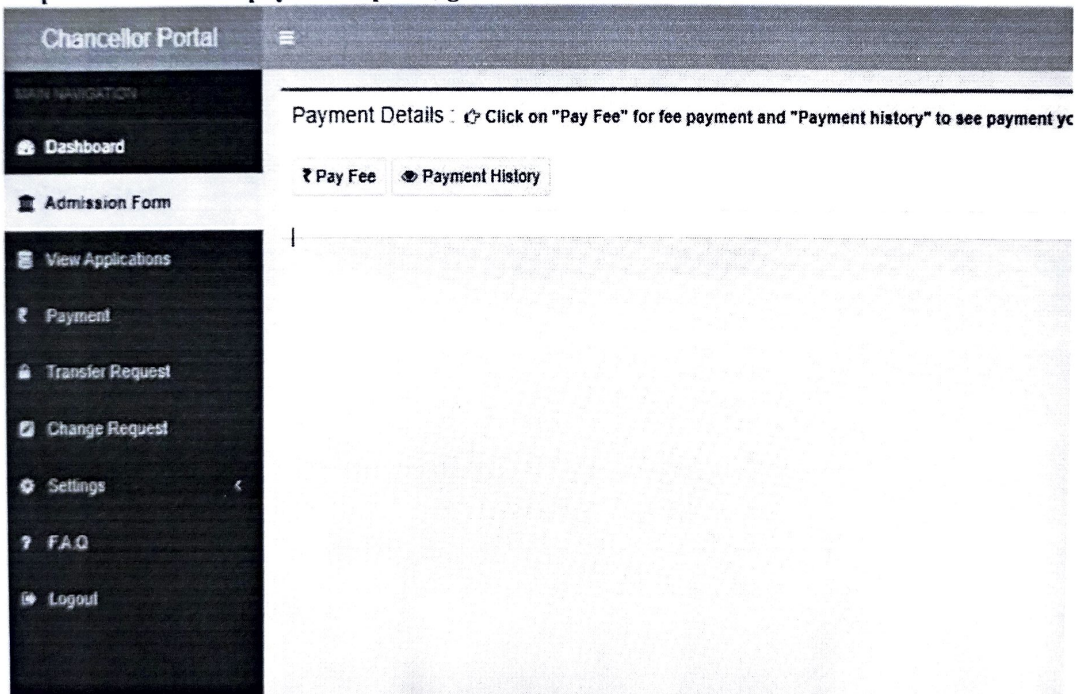 Chancellor Portal
MAIN NAVIGATION
Dashboard
Admission Form
View Applications
₹ Payment
Transfer Request
Change Request
Settings
? F.A.Q
Logout
Payment Details : Click on "Pay Fee" for fee payment and "Payment history" to see payment yo
₹ Pay Fee
Payment History